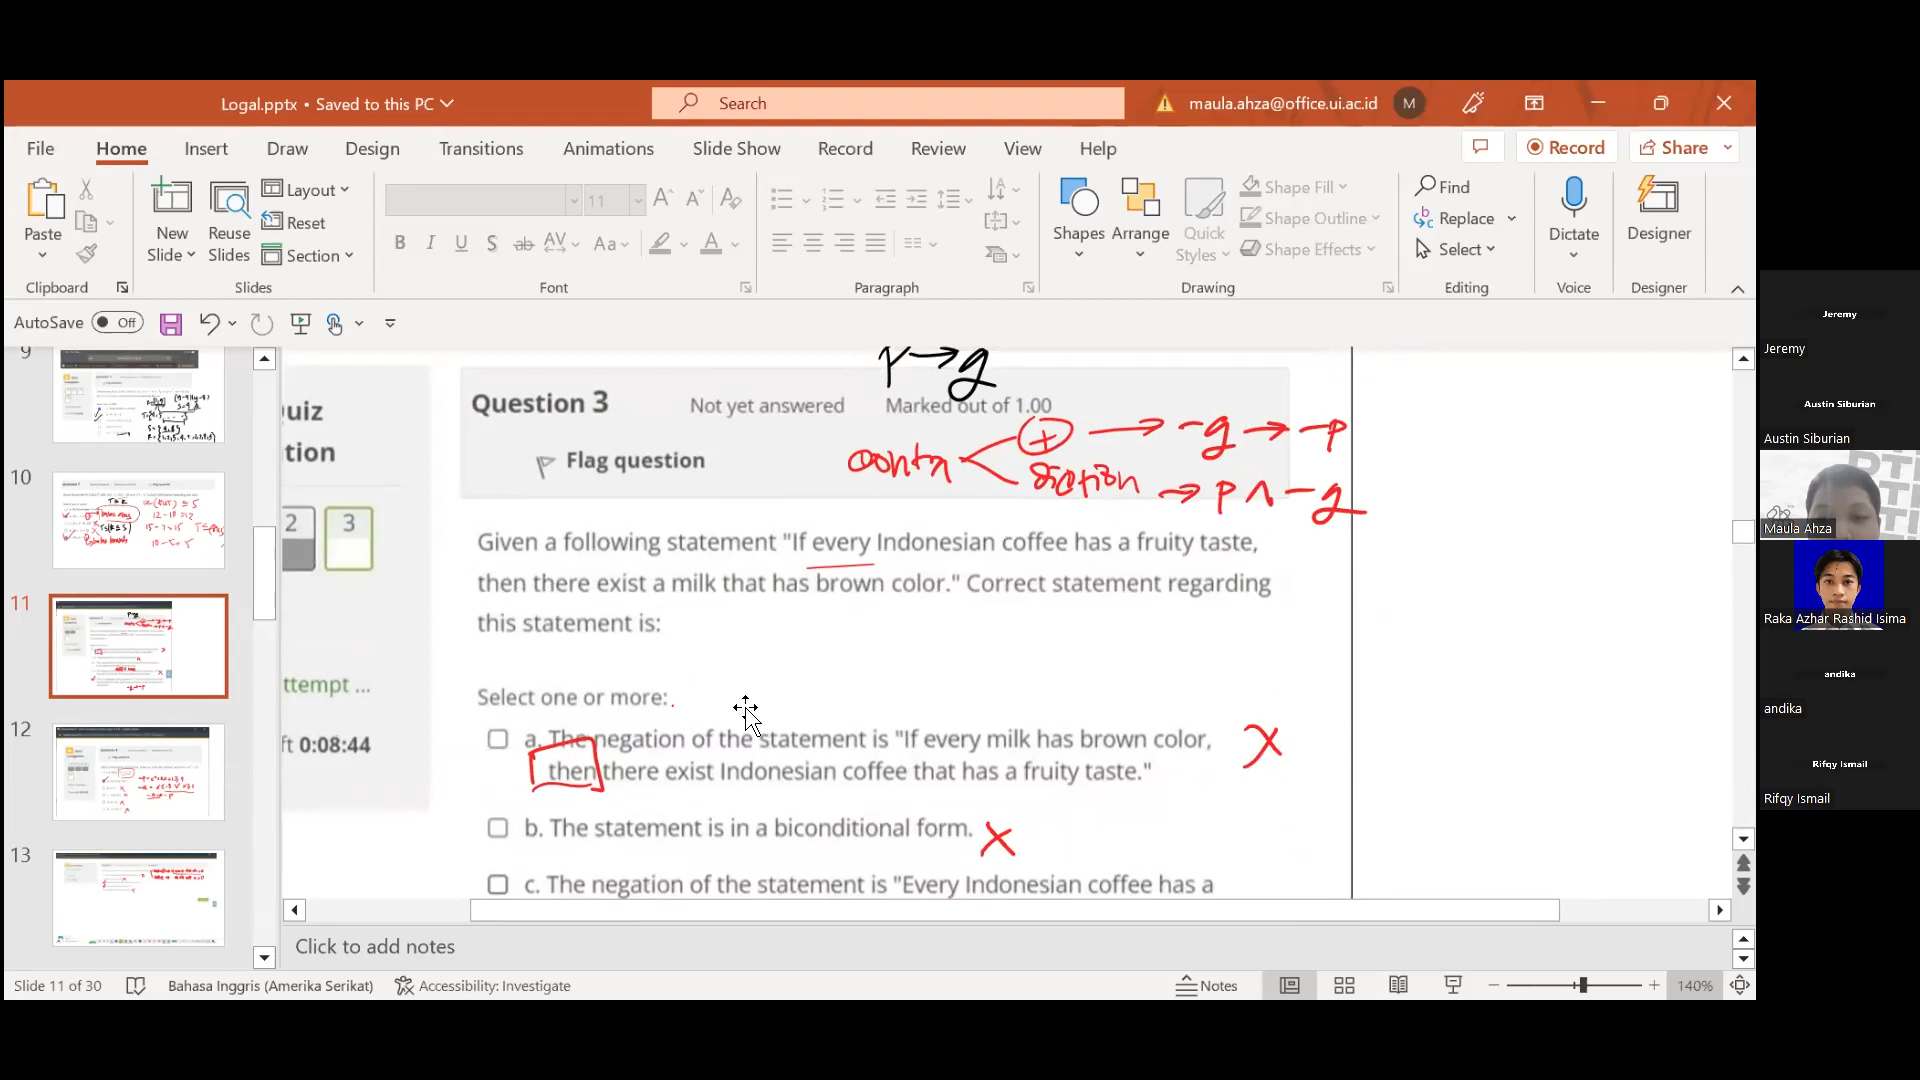 Logal.pptx • Saved to this PC
Search
maula.ahza@office.ui.ac.id
M
File Home Insert Draw Design Transitions Animations Slide Show Record Review View Help
Record
Share
Paste
New
Slide
Reuse
Slides
Layout
Reset
Section
11
B I U S ab AV Aa A
Shapes
Arrange
Quick
Styles
Shape Fill
Shape Outline
Shape Effects
Find
Replace
Select
Dictate
Designer
Clipboard
Slides
Font
Paragraph
Drawing
Editing
Voice
Designer
AutoSave Off
9
10
11
12
13
uiz
tion
2 3
ttempt ...
ft 0:08:44
p → q
Question 3
Not yet answered
Marked out of 1.00
Flag question
contra + → ¬q → ¬p
diction → p ∧ ¬q
Given a following statement "If every Indonesian coffee has a fruity taste,
then there exist a milk that has brown color." Correct statement regarding
this statement is:
Select one or more:
a. The negation of the statement is "If every milk has brown color,
then there exist Indonesian coffee that has a fruity taste."
X
b. The statement is in a biconditional form.
X
c. The negation of the statement is "Every Indonesian coffee has a
Click to add notes
Slide 11 of 30
Bahasa Inggris (Amerika Serikat)
Accessibility: Investigate
Notes
140%
Jeremy
Jeremy
Austin Siburian
Austin Siburian
Maula Ahza
Raka Azhar Rashid Isima
andika
andika
Rifqy Ismail
Rifqy Ismail